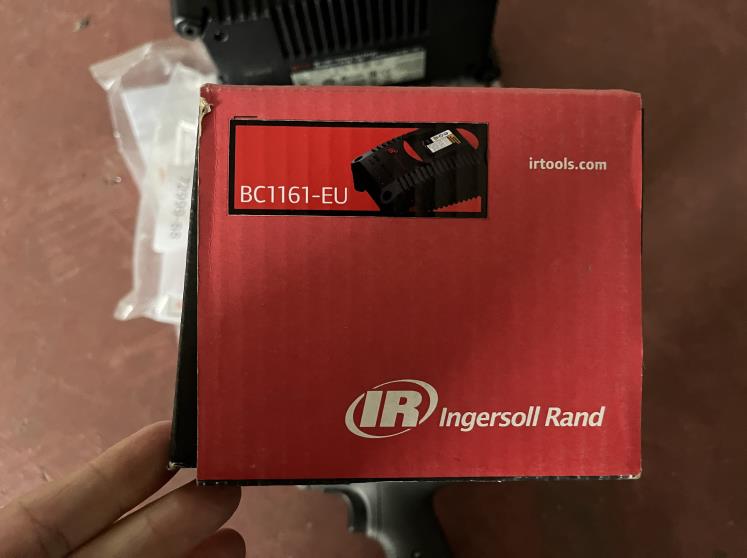 irtools.com
BC1161-EU
IR Ingersoll Rand